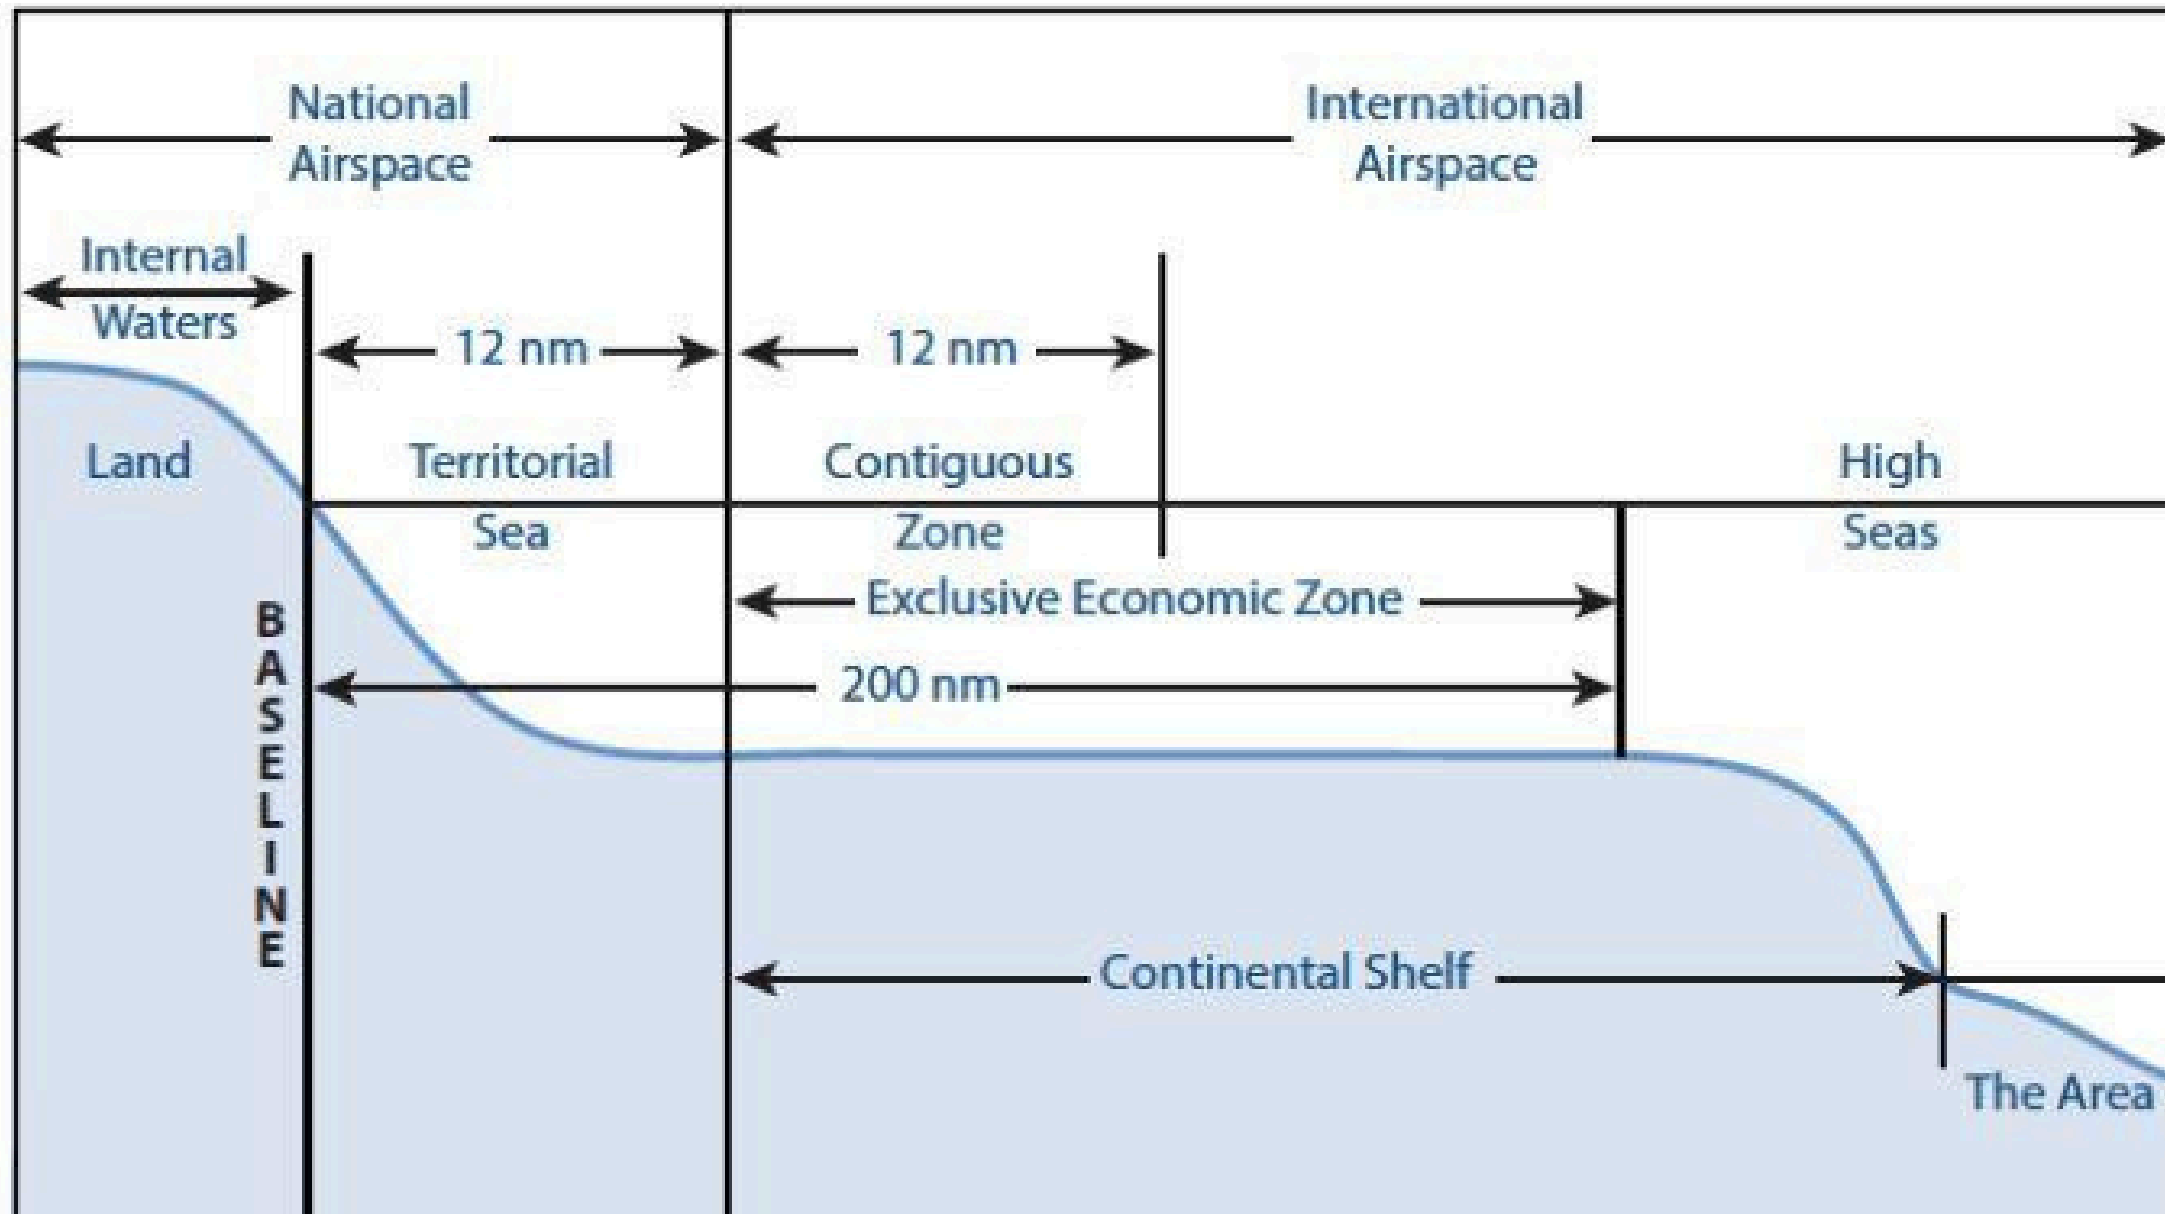 National
Airspace
International
Airspace
Internal
Waters
12 nm
12 nm
Land
Territorial
Sea
Contiguous
Zone
High
Seas
Exclusive Economic Zone
200 nm
BASELINE
Continental Shelf
The Area